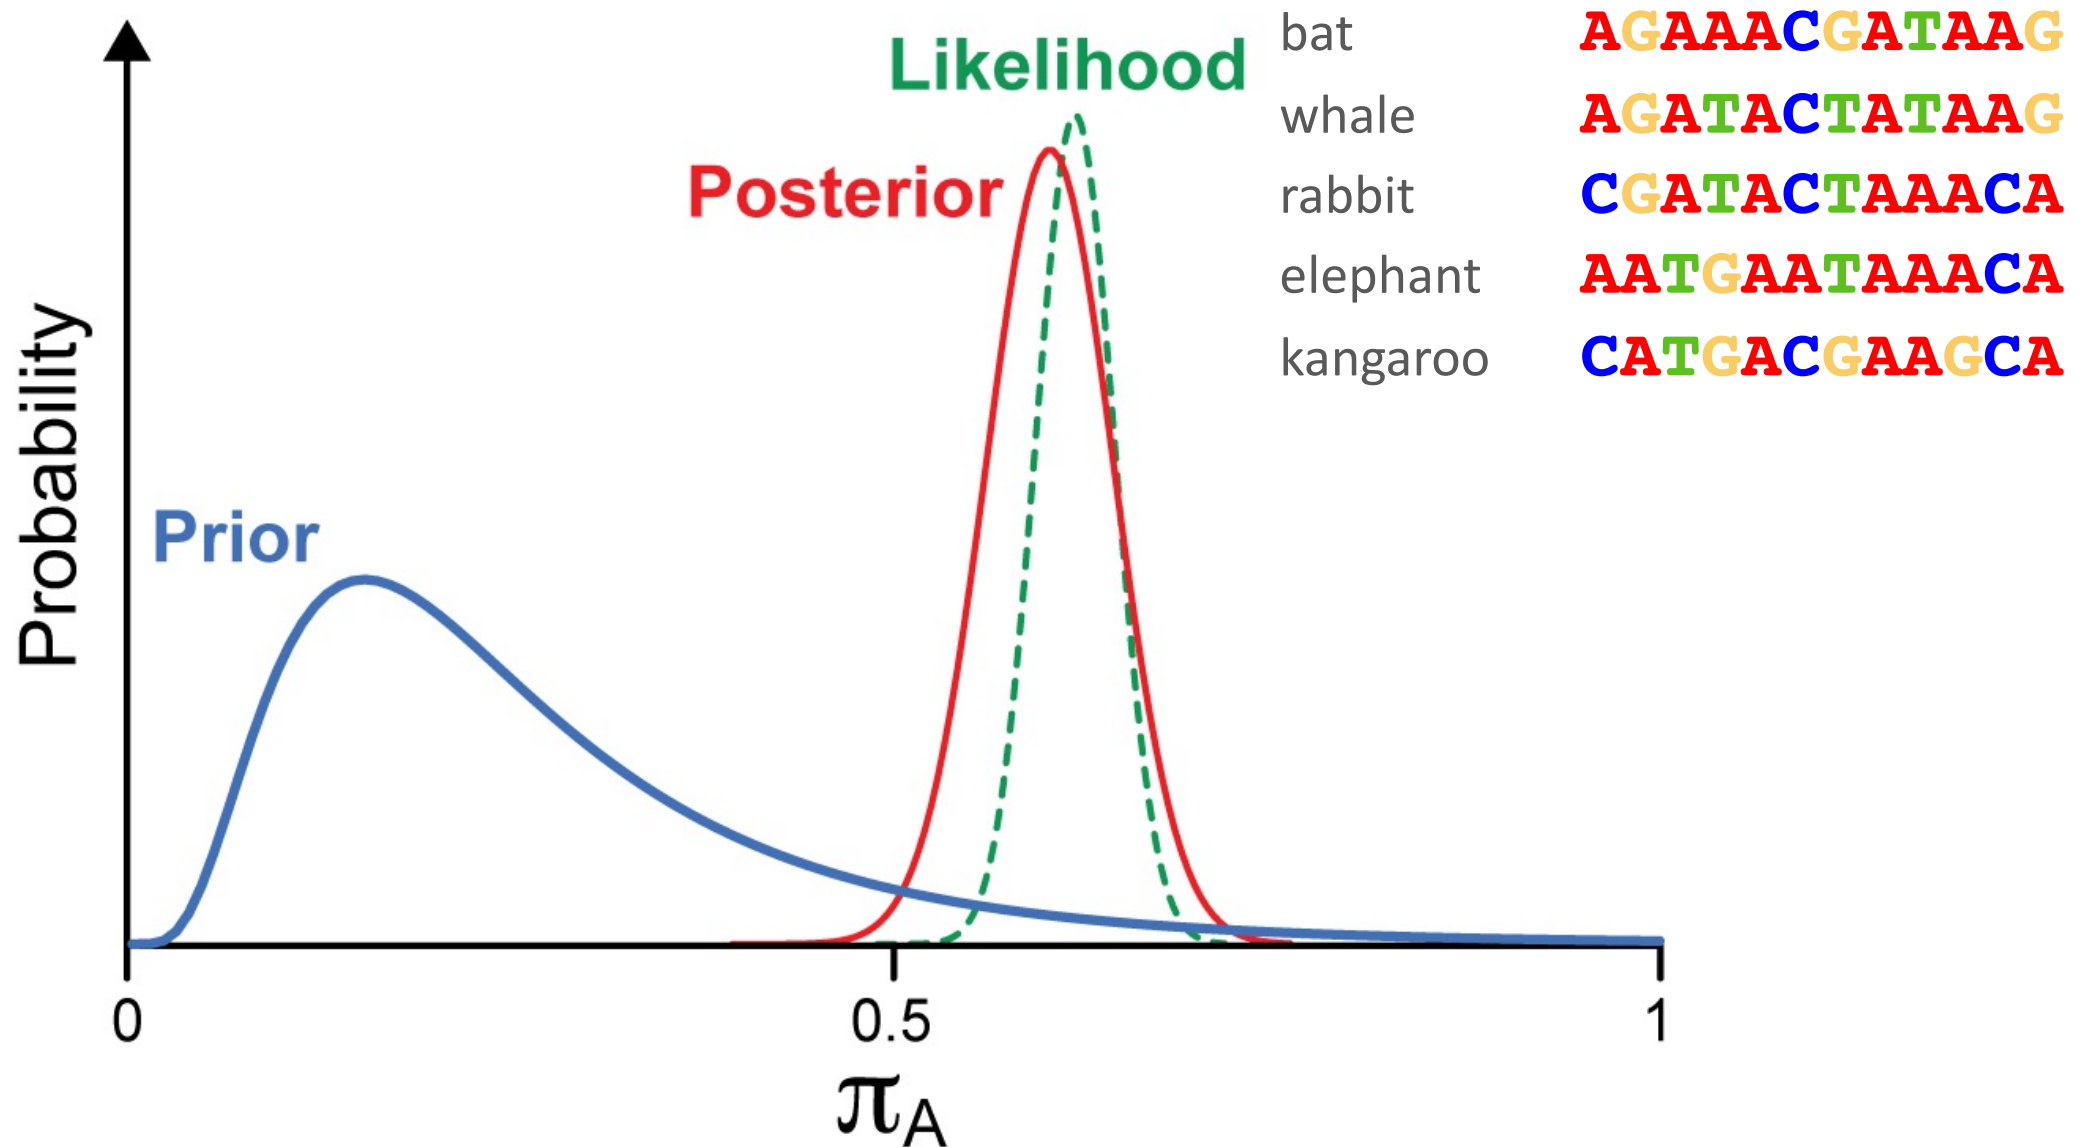 Likelihood
Posterior
Prior
Probability
0
0.5
1
πA
bat AGAAACGATAAG
whale AGATACTATAAG
rabbit CGATACTAAACA
elephant AATGAATAAACA
kangaroo CATGACGAAGCA